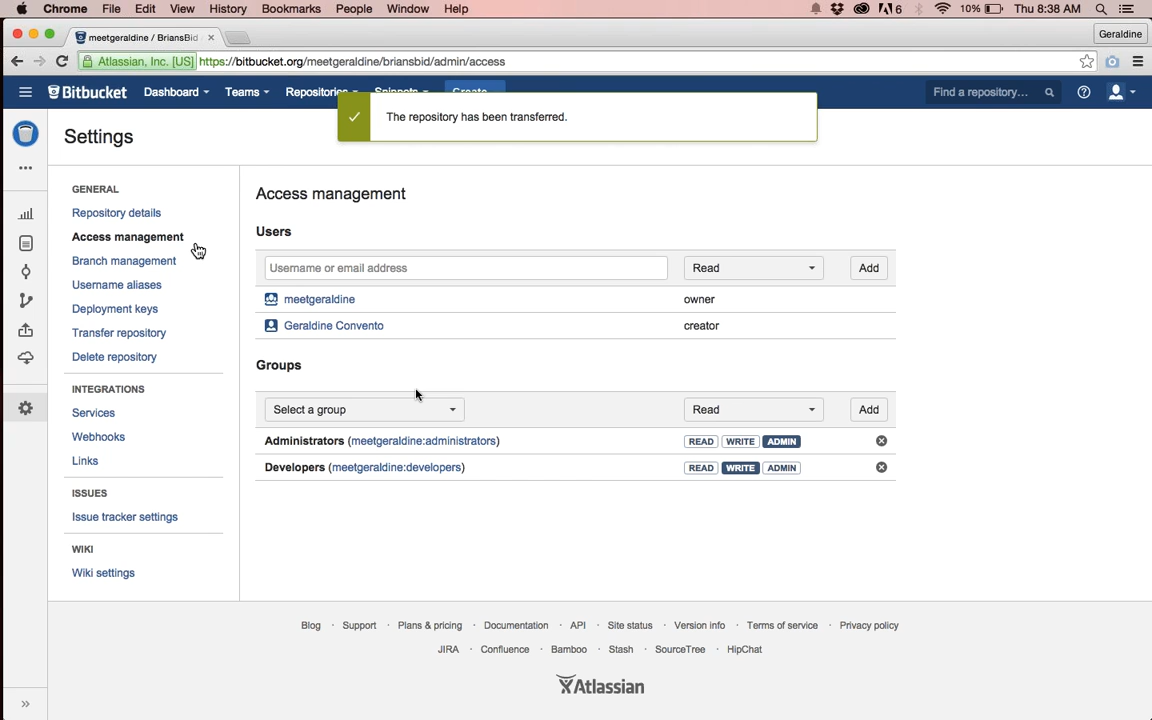 Chrome File Edit View History Bookmarks People Window Help 6 10% Thu 8:38 AM
meetgeraldine / BriansBid Geraldine
Atlassian, Inc. [US] https://bitbucket.org/meetgeraldine/briansbid/admin/access
Bitbucket Dashboard Teams Repositories Snippets Create Find a repository...
The repository has been transferred.
Settings
GENERAL
Repository details
Access management
Branch management
Username aliases
Deployment keys
Transfer repository
Delete repository
INTEGRATIONS
Services
Webhooks
Links
ISSUES
Issue tracker settings
WIKI
Wiki settings
Access management
Users
Username or email address Read Add
meetgeraldine owner
Geraldine Convento creator
Groups
Select a group Read Add
Administrators (meetgeraldine:administrators) READ WRITE ADMIN
Developers (meetgeraldine:developers) READ WRITE ADMIN
Blog · Support · Plans & pricing · Documentation · API · Site status · Version info · Terms of service · Privacy policy
JIRA · Confluence · Bamboo · Stash · SourceTree · HipChat
Atlassian